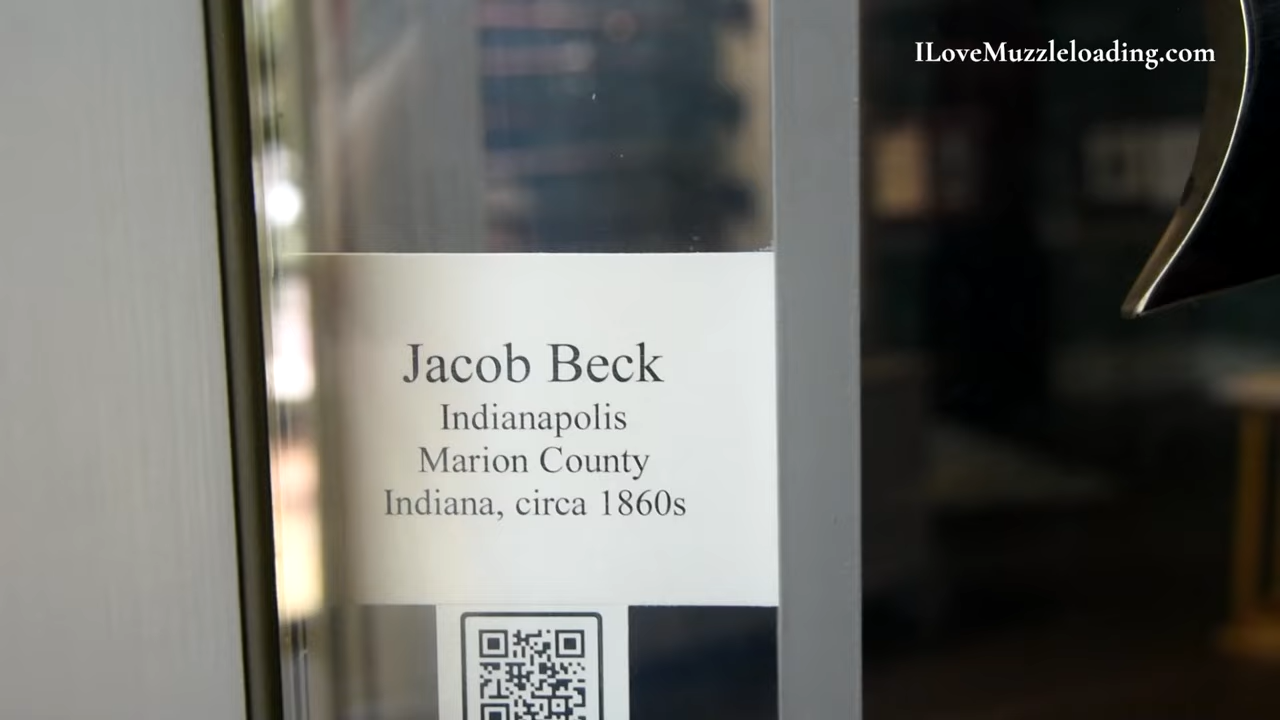 ILoveMuzzleloading.com
Jacob Beck
Indianapolis
Marion County
Indiana, circa 1860s